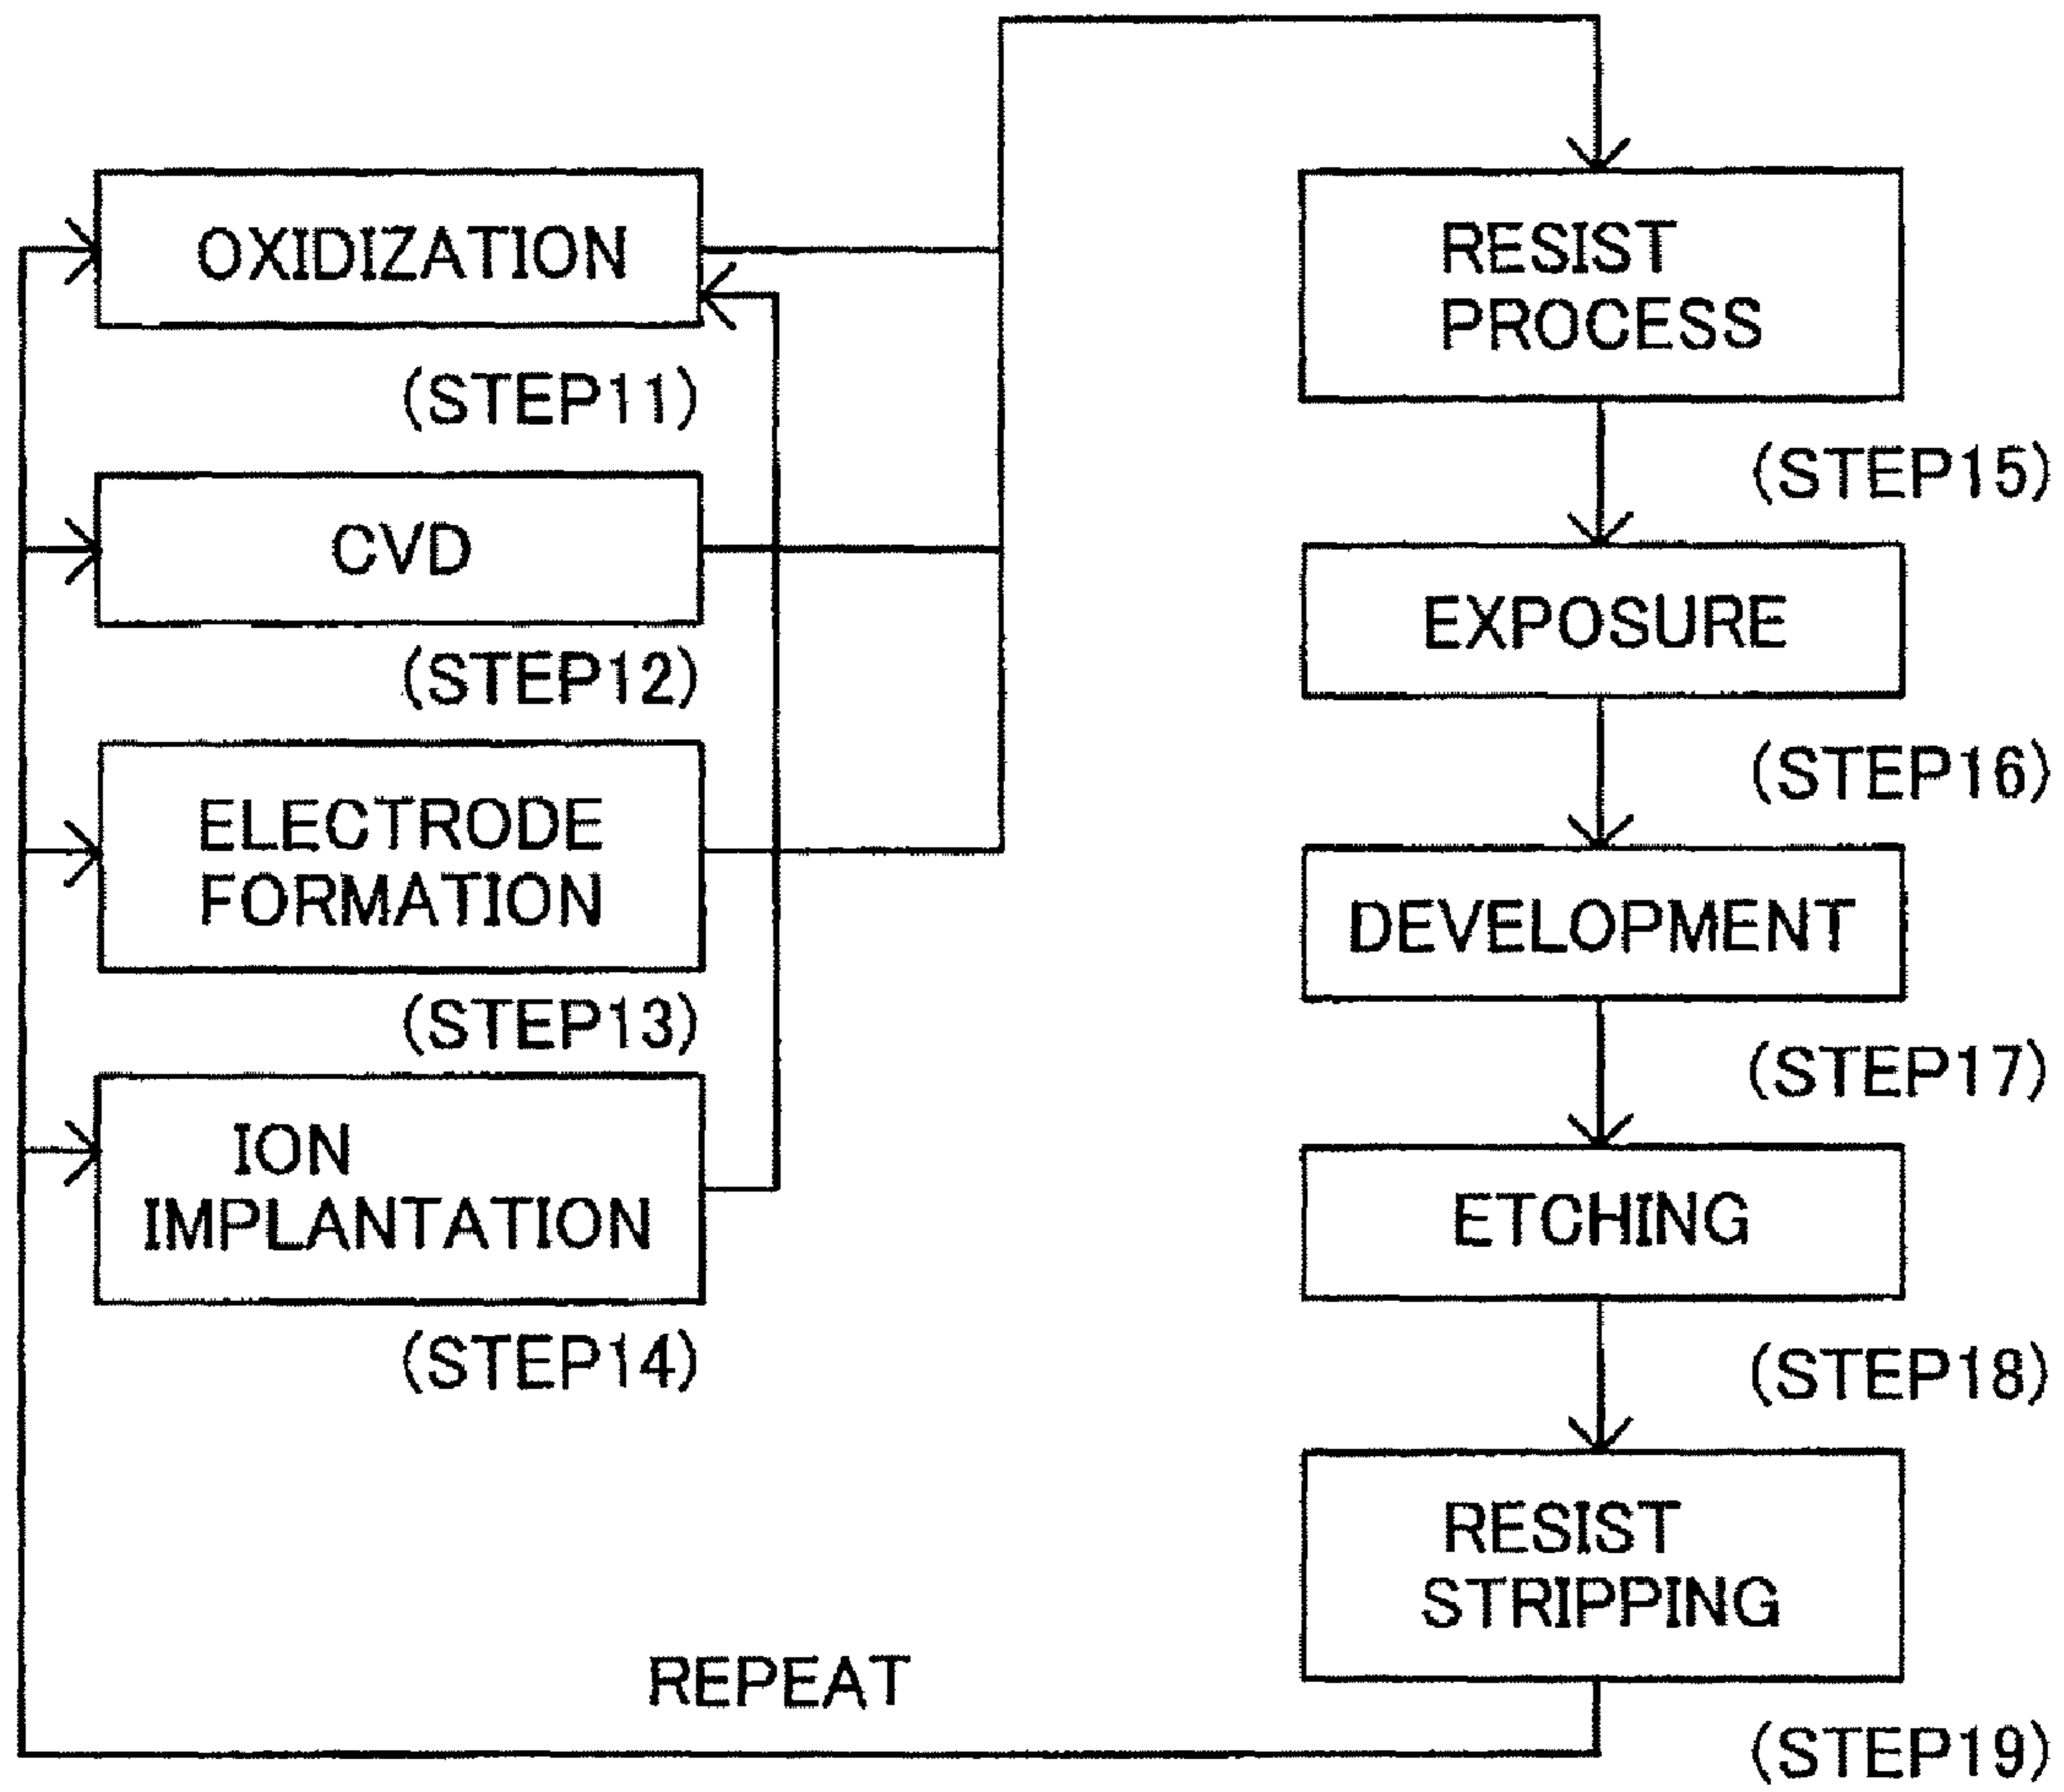 OXIDIZATION
(STEP11)
CVD
(STEP12)
ELECTRODE
FORMATION
(STEP13)
ION
IMPLANTATION
(STEP14)
RESIST
PROCESS
(STEP15)
EXPOSURE
(STEP16)
DEVELOPMENT
(STEP17)
ETCHING
(STEP18)
RESIST
STRIPPING
(STEP19)
REPEAT